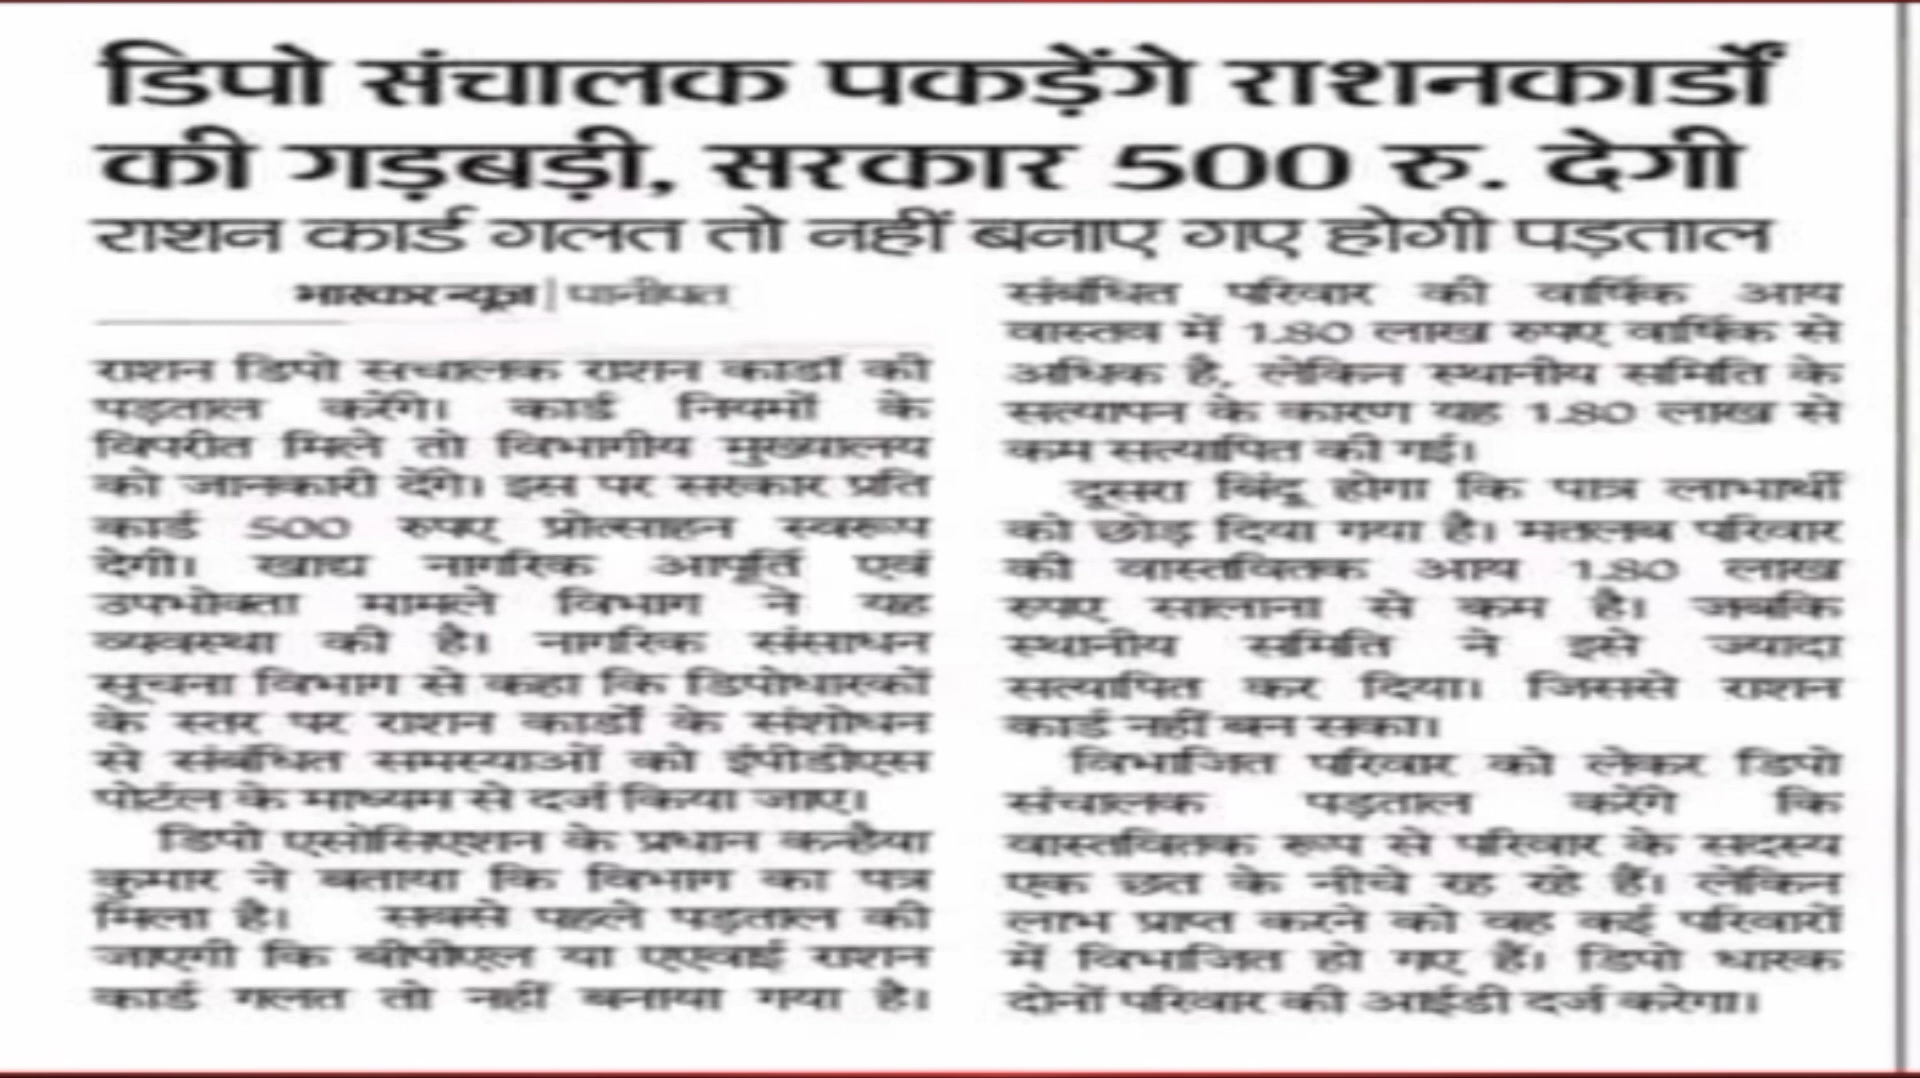 डिपो संचालक पकड़ेंगे राशनकार्डों
की गड़बड़ी, सरकार 500 रु. देगी
राशन कार्ड गलत तो नहीं बनाए गए होगी पड़ताल
भास्कर न्यूज | पानीपत
राशन डिपो संचालक राशन कार्डों की
पड़ताल करेंगे। कार्ड नियमों के
विपरीत मिले तो विभागीय मुख्यालय
को जानकारी देंगे। इस पर सरकार प्रति
कार्ड 500 रुपए प्रोत्साहन स्वरूप
देगी। खाद्य नागरिक आपूर्ति एवं
उपभोक्ता मामले विभाग ने यह
व्यवस्था की है। नागरिक संसाधन
सूचना विभाग से कहा कि डिपोधारकों
के स्तर पर राशन कार्डों के संशोधन
से संबंधित समस्याओं को ईपीडीएस
पोर्टल के माध्यम से दर्ज किया जाए।
डिपो एसोसिएशन के प्रधान कन्हैया
कुमार ने बताया कि विभाग का पत्र
मिला है। सबसे पहले पड़ताल की
जाएगी कि बीपीएल या एएवाई राशन
कार्ड गलत तो नहीं बनाया गया है।
संबंधित परिवार की वार्षिक आय
वास्तव में 1.80 लाख रुपए वार्षिक से
अधिक है, लेकिन स्थानीय समिति के
सत्यापन के कारण यह 1.80 लाख से
कम सत्यापित की गई।
दूसरा बिंदू होगा कि पात्र लाभार्थी
को छोड़ दिया गया है। मतलब परिवार
की वास्तवितक आय 1.80 लाख
रुपए सालाना से कम है। जबकि
स्थानीय समिति ने इसे ज्यादा
सत्यापित कर दिया। जिससे राशन
कार्ड नहीं बन सका।
विभाजित परिवार को लेकर डिपो
संचालक पड़ताल करेंगे कि
वास्तवितक रूप से परिवार के सदस्य
एक छत के नीचे रह रहे हैं। लेकिन
लाभ प्राप्त करने को वह कई परिवारों
में विभाजित हो गए हैं। डिपो धारक
दोनों परिवार की आईडी दर्ज करेगा।